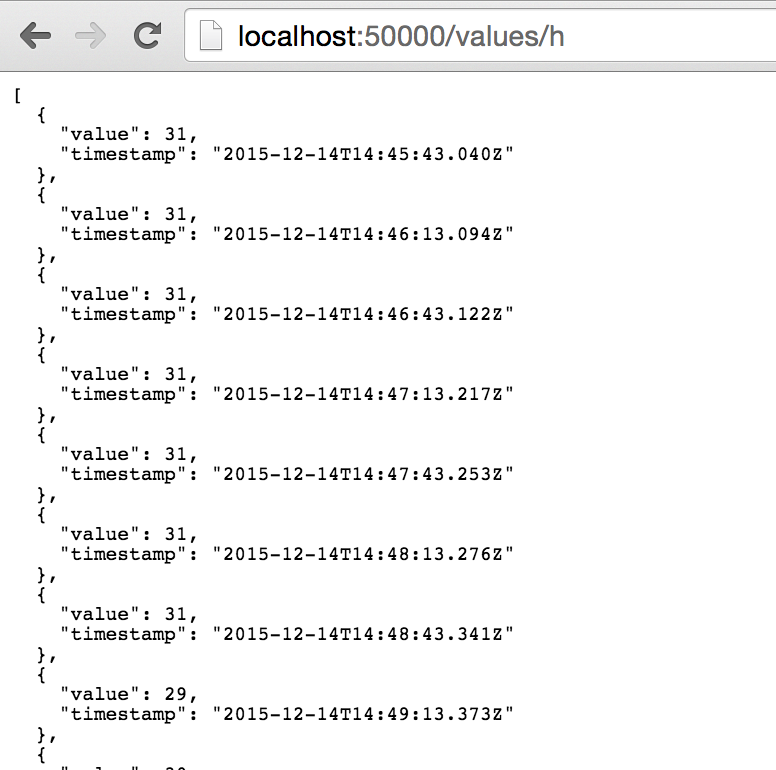 localhost:50000/values/h
[
  {
    "value": 31,
    "timestamp": "2015-12-14T14:45:43.040Z"
  },
  {
    "value": 31,
    "timestamp": "2015-12-14T14:46:13.094Z"
  },
  {
    "value": 31,
    "timestamp": "2015-12-14T14:46:43.122Z"
  },
  {
    "value": 31,
    "timestamp": "2015-12-14T14:47:13.217Z"
  },
  {
    "value": 31,
    "timestamp": "2015-12-14T14:47:43.253Z"
  },
  {
    "value": 31,
    "timestamp": "2015-12-14T14:48:13.276Z"
  },
  {
    "value": 31,
    "timestamp": "2015-12-14T14:48:43.341Z"
  },
  {
    "value": 29,
    "timestamp": "2015-12-14T14:49:13.373Z"
  },
  {